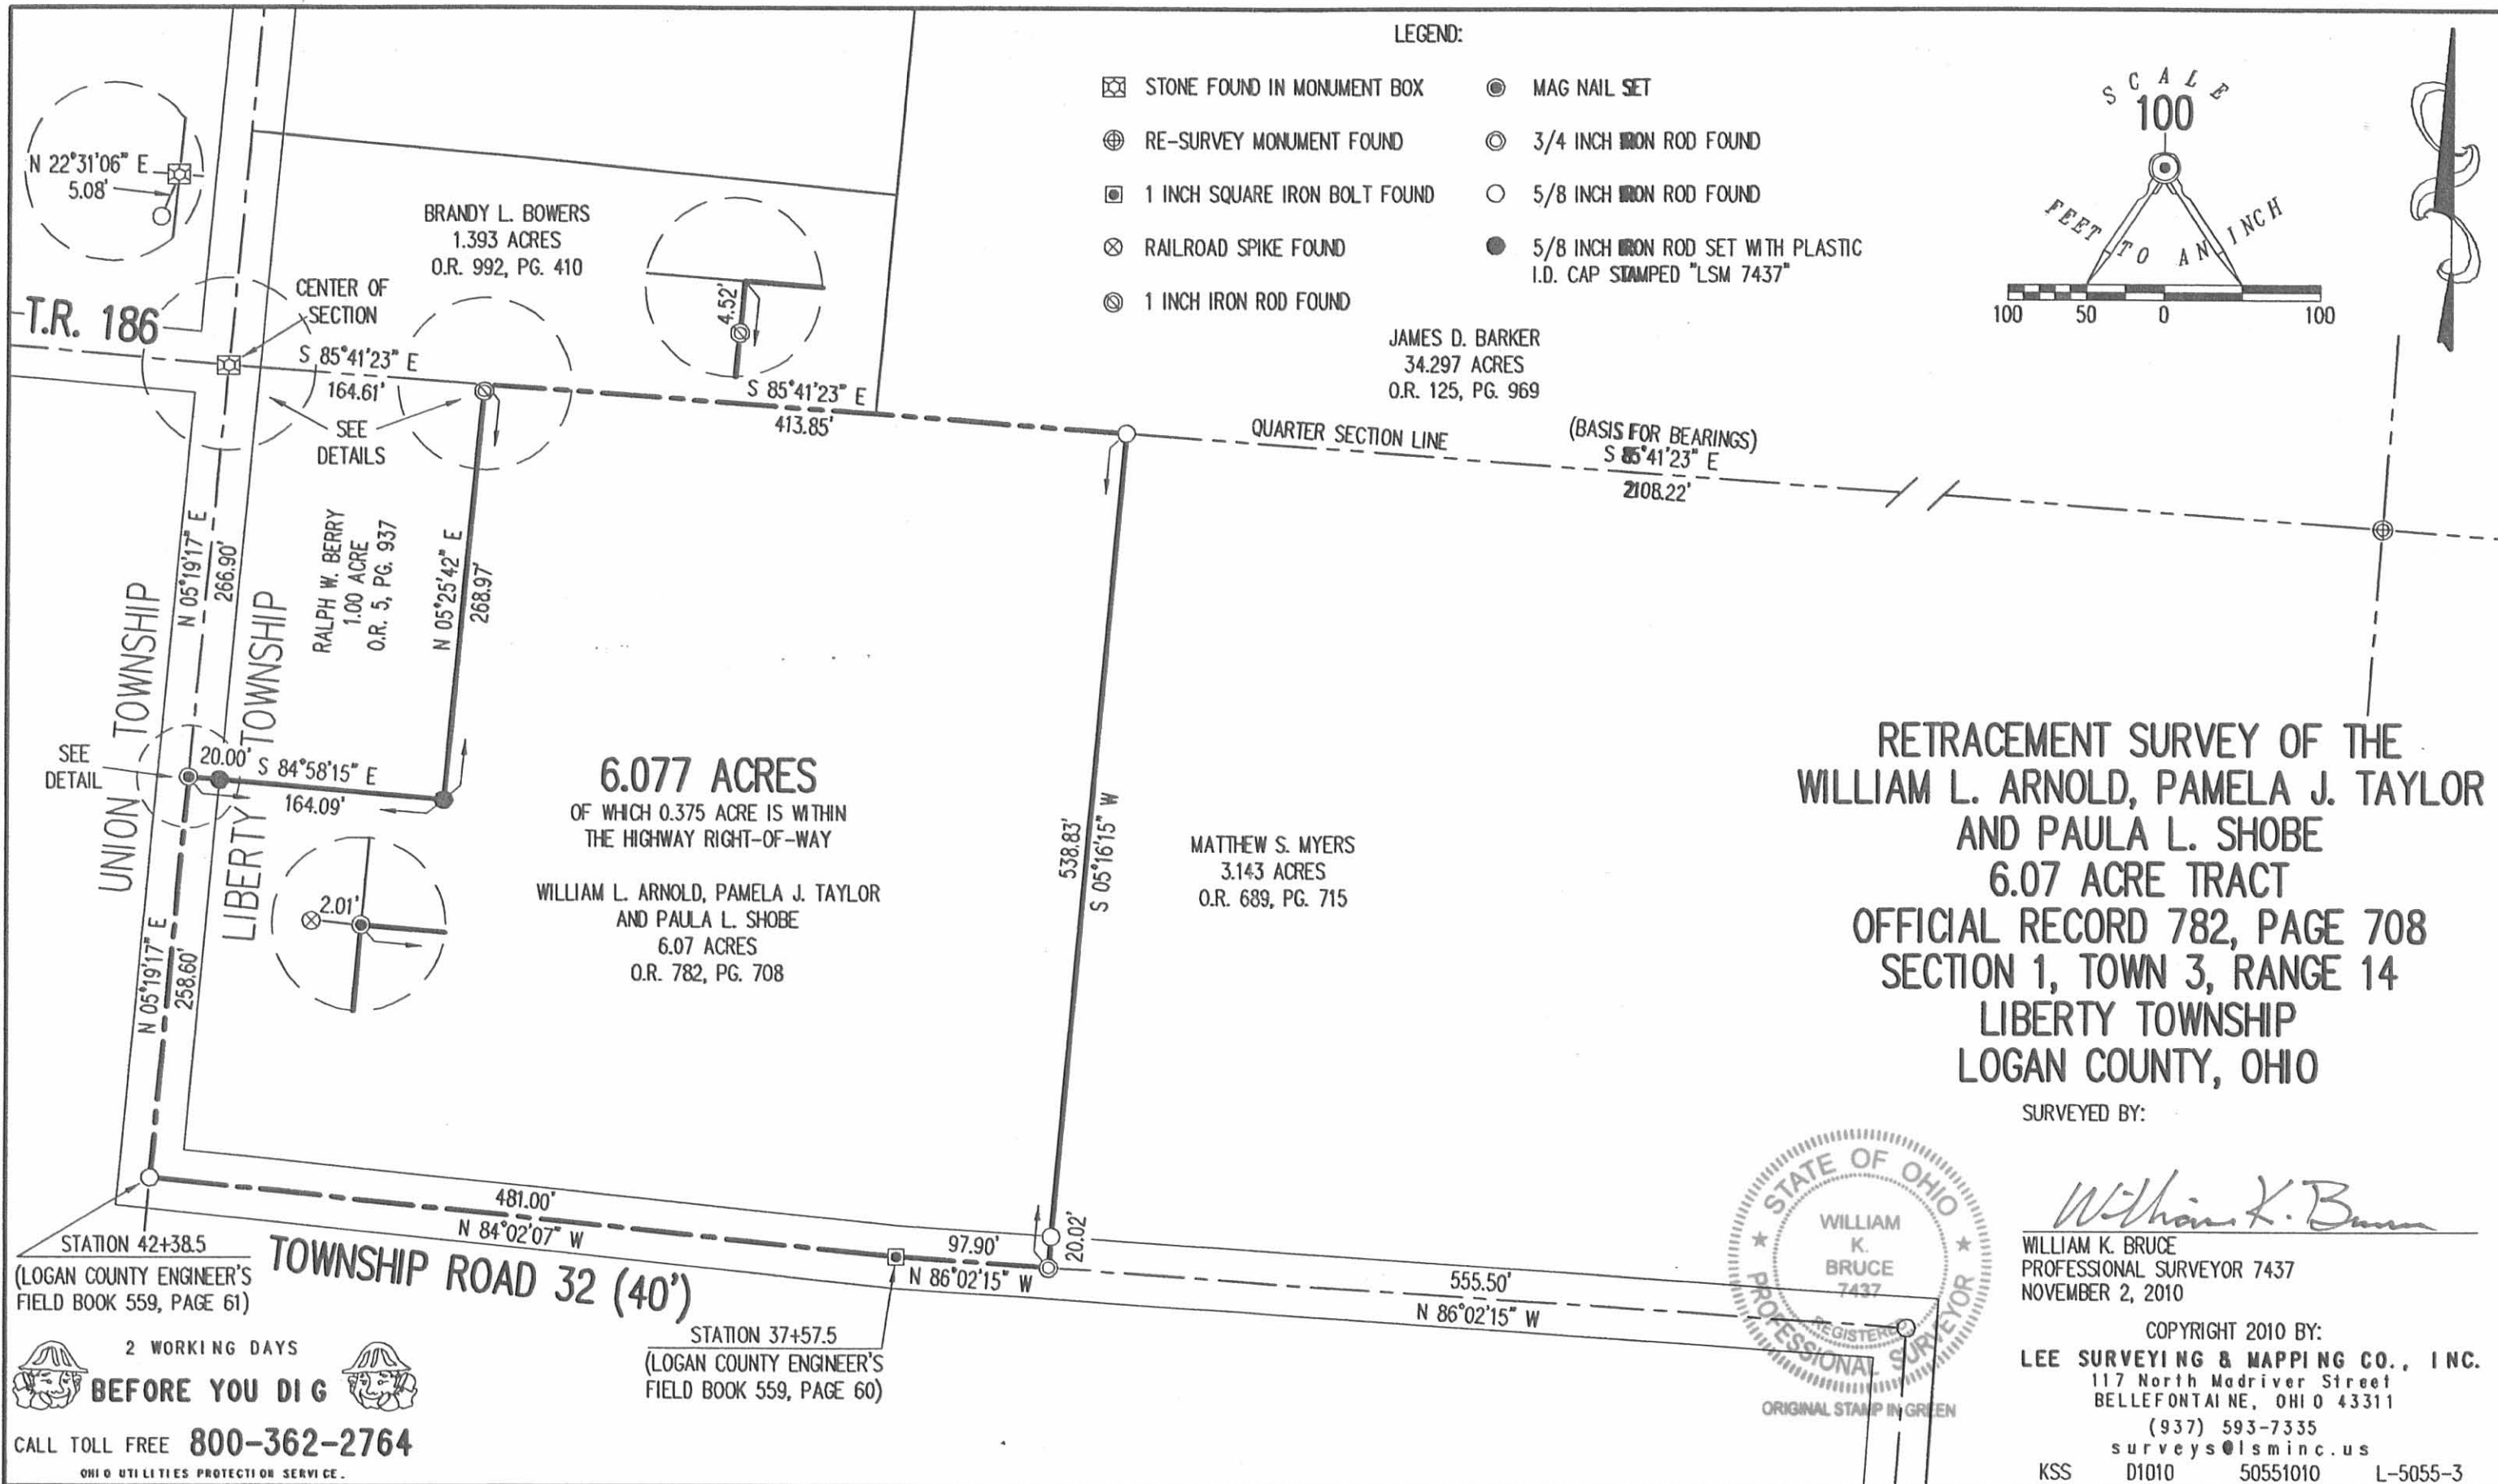 LEGEND:
STONE FOUND IN MONUMENT BOX
RE-SURVEY MONUMENT FOUND
1 INCH SQUARE IRON BOLT FOUND
RAILROAD SPIKE FOUND
1 INCH IRON ROD FOUND
MAG NAIL SET
3/4 INCH IRON ROD FOUND
5/8 INCH IRON ROD FOUND
5/8 INCH IRON ROD SET WITH PLASTIC
I.D. CAP STAMPED "LSM 7437"
SCALE
100
FEET TO AN INCH
100 50 0 100
N 22°31'06" E
5.08'
BRANDY L. BOWERS
1.393 ACRES
O.R. 992, PG. 410
4.52'
T.R. 186
CENTER OF
SECTION
S 85°41'23" E
164.61'
SEE
DETAILS
S 85°41'23" E
413.85'
JAMES D. BARKER
34.297 ACRES
O.R. 125, PG. 969
QUARTER SECTION LINE
(BASIS FOR BEARINGS)
S 85°41'23" E
2108.22'
N 05°19'17" E
266.90'
RALPH W. BERRY
1.00 ACRE
O.R. 5, PG. 937
N 05°25'42" E
268.97'
UNION TOWNSHIP
LIBERTY TOWNSHIP
SEE
DETAIL
20.00'
S 84°58'15" E
164.09'
2.01'
N 05°19'17" E
258.60'
6.077 ACRES
OF WHICH 0.375 ACRE IS WITHIN
THE HIGHWAY RIGHT-OF-WAY
WILLIAM L. ARNOLD, PAMELA J. TAYLOR
AND PAULA L. SHOBE
6.07 ACRES
O.R. 782, PG. 708
538.83'
S 05°16'15" W
MATTHEW S. MYERS
3.143 ACRES
O.R. 689, PG. 715
RETRACEMENT SURVEY OF THE
WILLIAM L. ARNOLD, PAMELA J. TAYLOR
AND PAULA L. SHOBE
6.07 ACRE TRACT
OFFICIAL RECORD 782, PAGE 708
SECTION 1, TOWN 3, RANGE 14
LIBERTY TOWNSHIP
LOGAN COUNTY, OHIO
SURVEYED BY:
William K. Bruce
WILLIAM K. BRUCE
PROFESSIONAL SURVEYOR 7437
NOVEMBER 2, 2010
STATE OF OHIO
WILLIAM
K.
BRUCE
7437
REGISTERED
PROFESSIONAL SURVEYOR
ORIGINAL STAMP IN GREEN
481.00'
N 84°02'07" W
97.90'
N 86°02'15" W
20.02'
555.50'
N 86°02'15" W
STATION 42+38.5
(LOGAN COUNTY ENGINEER'S
FIELD BOOK 559, PAGE 61)
TOWNSHIP ROAD 32 (40')
STATION 37+57.5
(LOGAN COUNTY ENGINEER'S
FIELD BOOK 559, PAGE 60)
2 WORKING DAYS
BEFORE YOU DIG
CALL TOLL FREE 800-362-2764
OHIO UTILITIES PROTECTION SERVICE.
COPYRIGHT 2010 BY:
LEE SURVEYING & MAPPING CO., INC.
117 North Madriver Street
BELLEFONTAINE, OHIO 43311
(937) 593-7335
surveys@lsminc.us
KSS D1010 50551010 L-5055-3